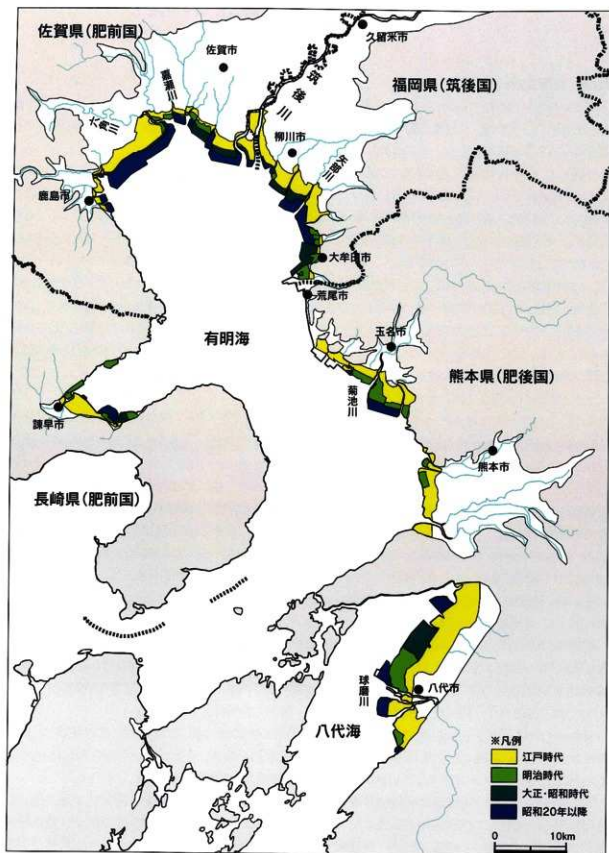 佐賀県(肥前国)
佐賀市
久留米市
筑後川
福岡県(筑後国)
嘉瀬川
六角川
柳川市
矢部川
鹿島市
大牟田市
荒尾市
有明海
玉名市
菊池川
熊本県(肥後国)
諫早市
熊本市
長崎県(肥前国)
球磨川
八代市
八代海
※凡例
江戸時代
明治時代
大正・昭和時代
昭和20年以降
0 10km